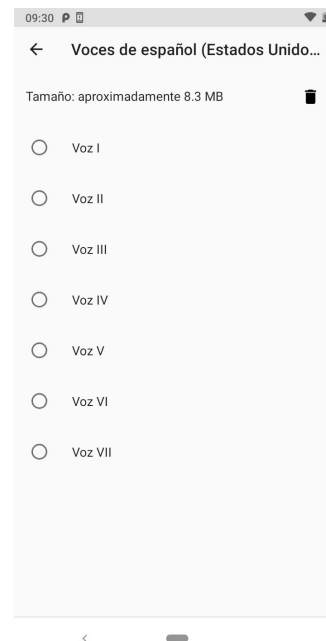 09:30
Voces de español (Estados Unido...
Tamaño: aproximadamente 8.3 MB
Voz I
Voz II
Voz III
Voz IV
Voz V
Voz VI
Voz VII